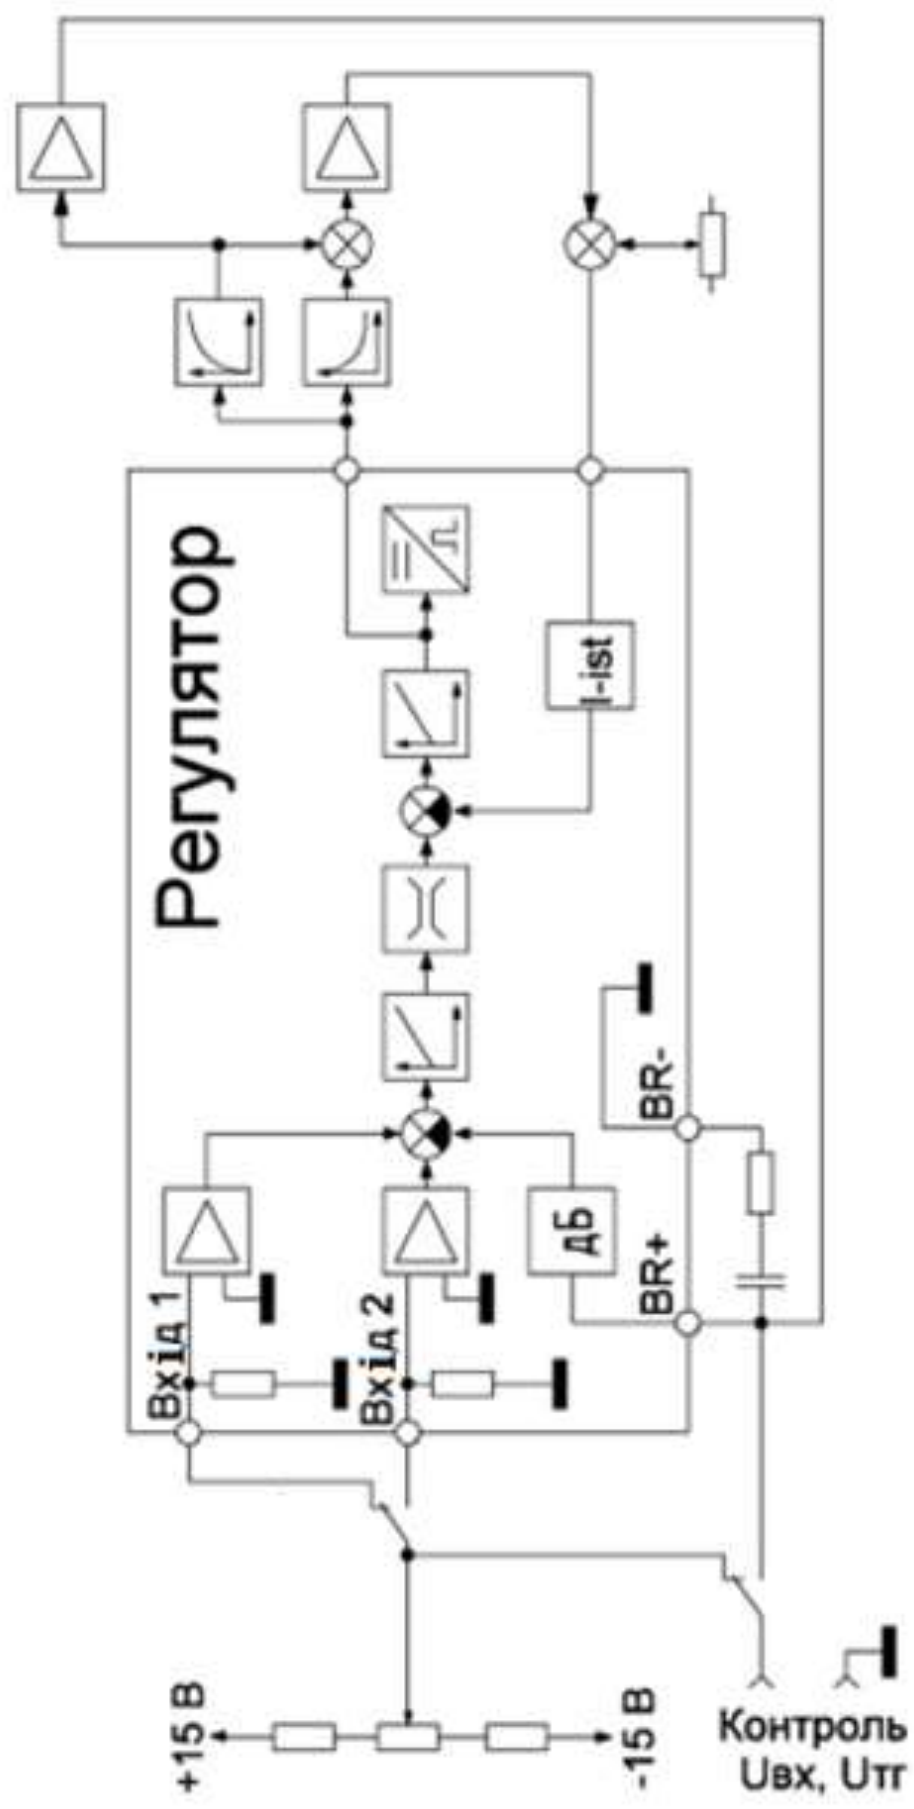 Регулятор
I-ist
BR-
BR+
дБ
Вхід 1
Вхід 2
+15 В
-15 В
Контроль
Uвх, Uтг